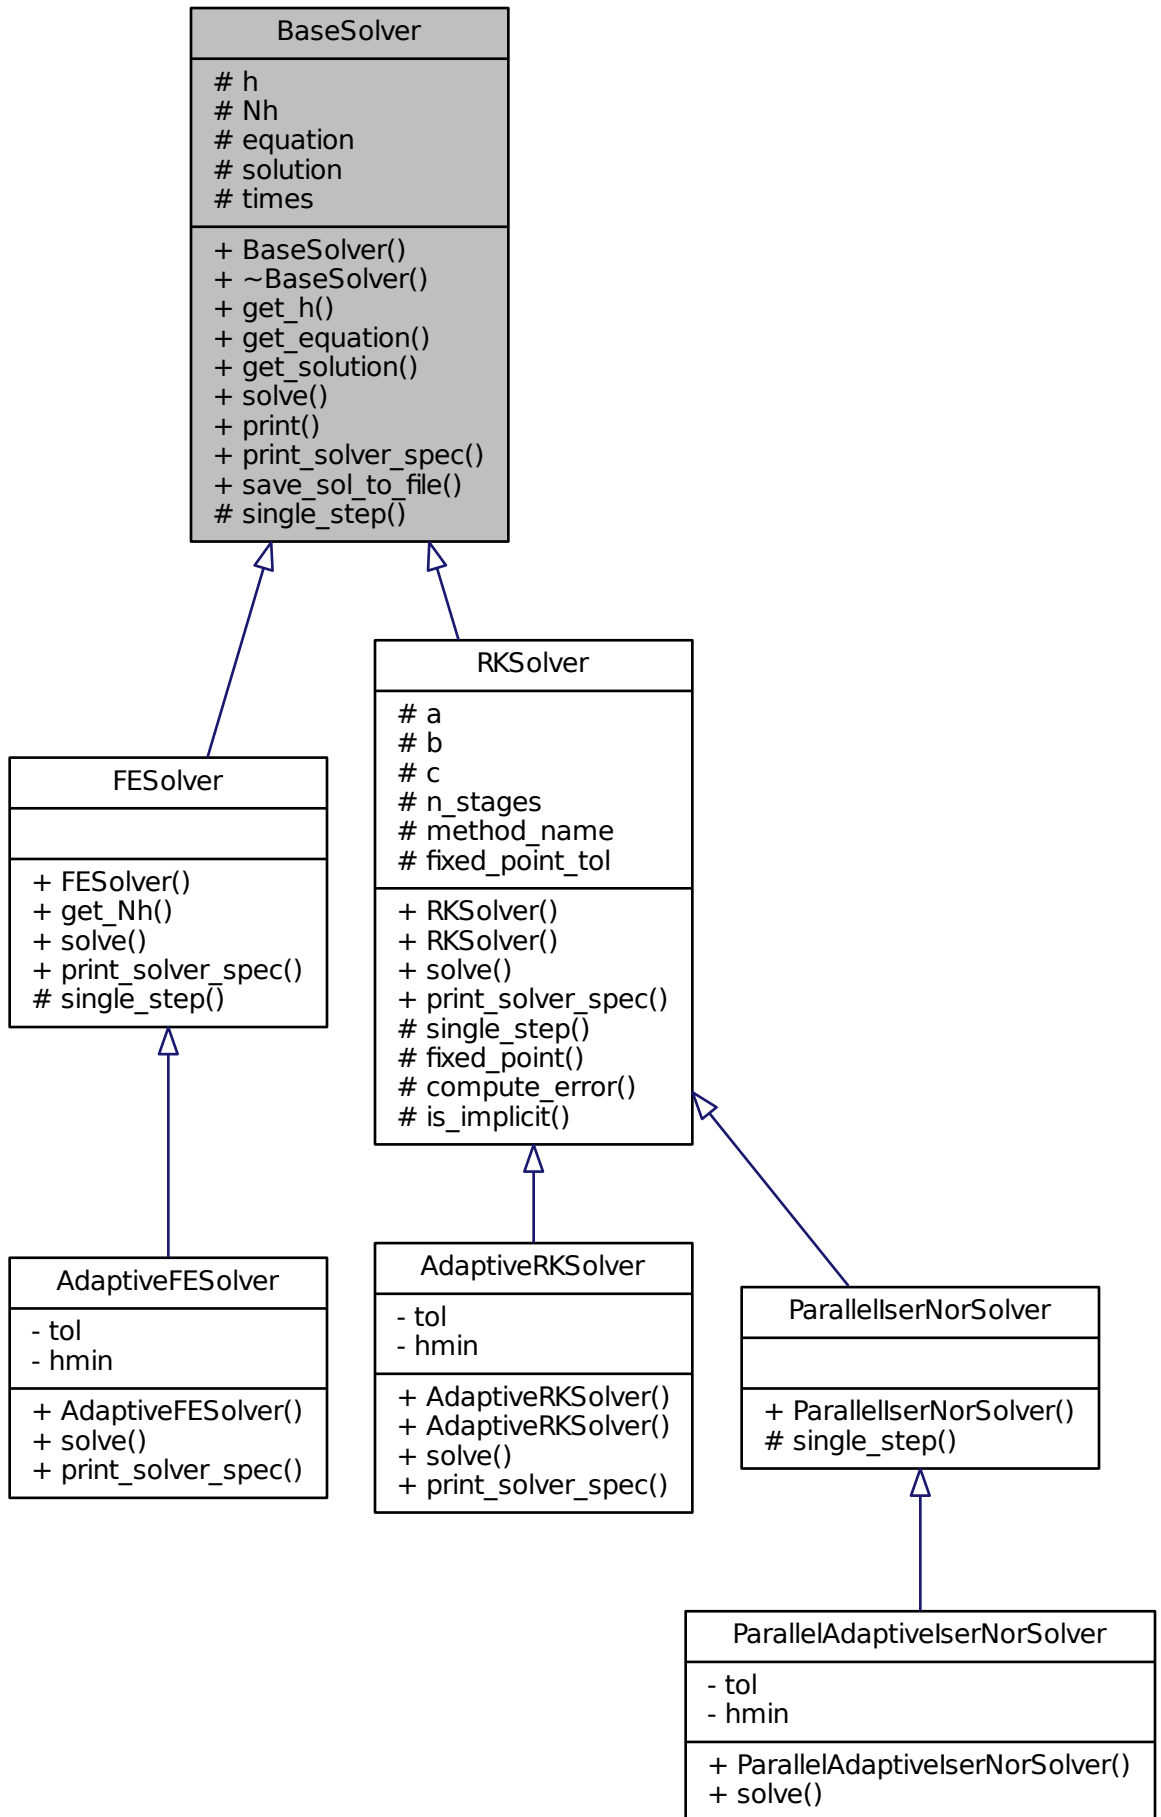 BaseSolver
# h
# Nh
# equation
# solution
# times
+ BaseSolver()
+ ~BaseSolver()
+ get_h()
+ get_equation()
+ get_solution()
+ solve()
+ print()
+ print_solver_spec()
+ save_sol_to_file()
# single_step()
RKSolver
# a
# b
# c
# n_stages
# method_name
# fixed_point_tol
+ RKSolver()
+ RKSolver()
+ solve()
+ print_solver_spec()
# single_step()
# fixed_point()
# compute_error()
# is_implicit()
FESolver
+ FESolver()
+ get_Nh()
+ solve()
+ print_solver_spec()
# single_step()
AdaptiveFESolver
- tol
- hmin
+ AdaptiveFESolver()
+ solve()
+ print_solver_spec()
AdaptiveRKSolver
- tol
- hmin
+ AdaptiveRKSolver()
+ AdaptiveRKSolver()
+ solve()
+ print_solver_spec()
ParallelIserNorSolver
+ ParallelIserNorSolver()
# single_step()
ParallelAdaptiveIserNorSolver
- tol
- hmin
+ ParallelAdaptiveIserNorSolver()
+ solve()